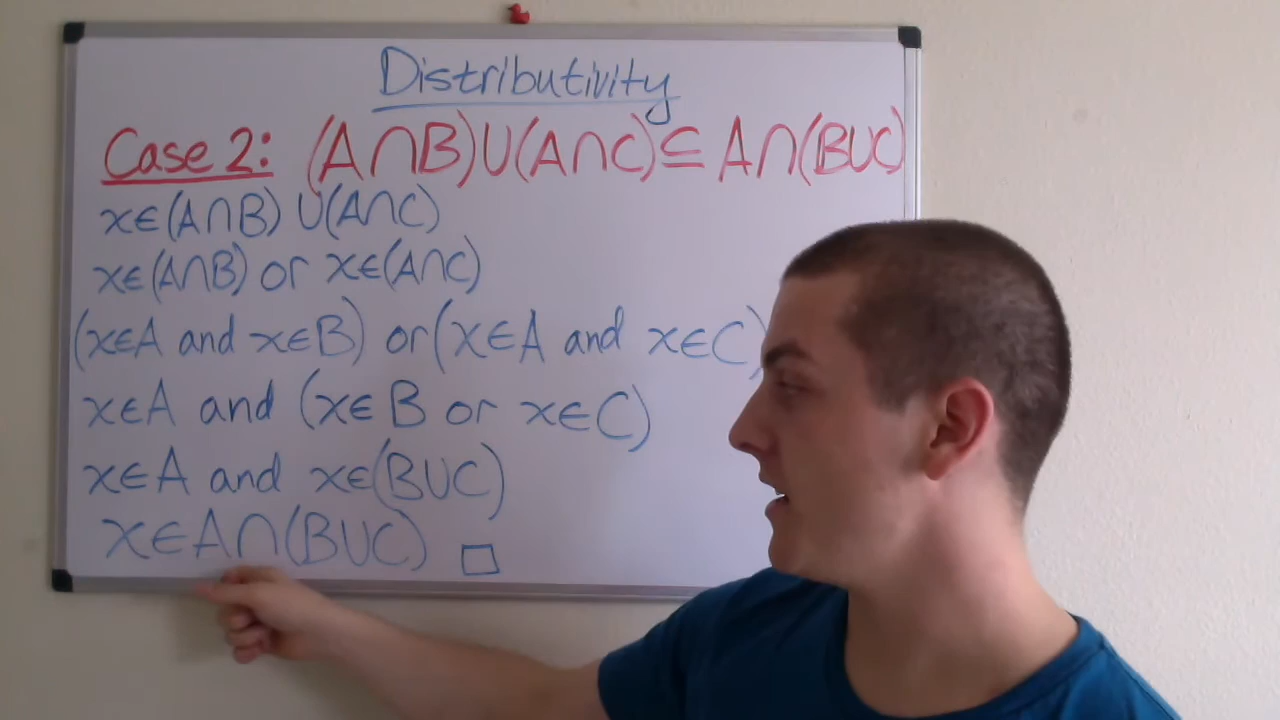 Distributivity
Case 2: (A∩B)∪(A∩C)⊆A∩(B∪C)
x∈(A∩B)∪(A∩C)
x∈(A∩B) or x∈(A∩C)
(x∈A and x∈B) or (x∈A and x∈C)
x∈A and (x∈B or x∈C)
x∈A and x∈(B∪C)
x∈A∩(B∪C) □